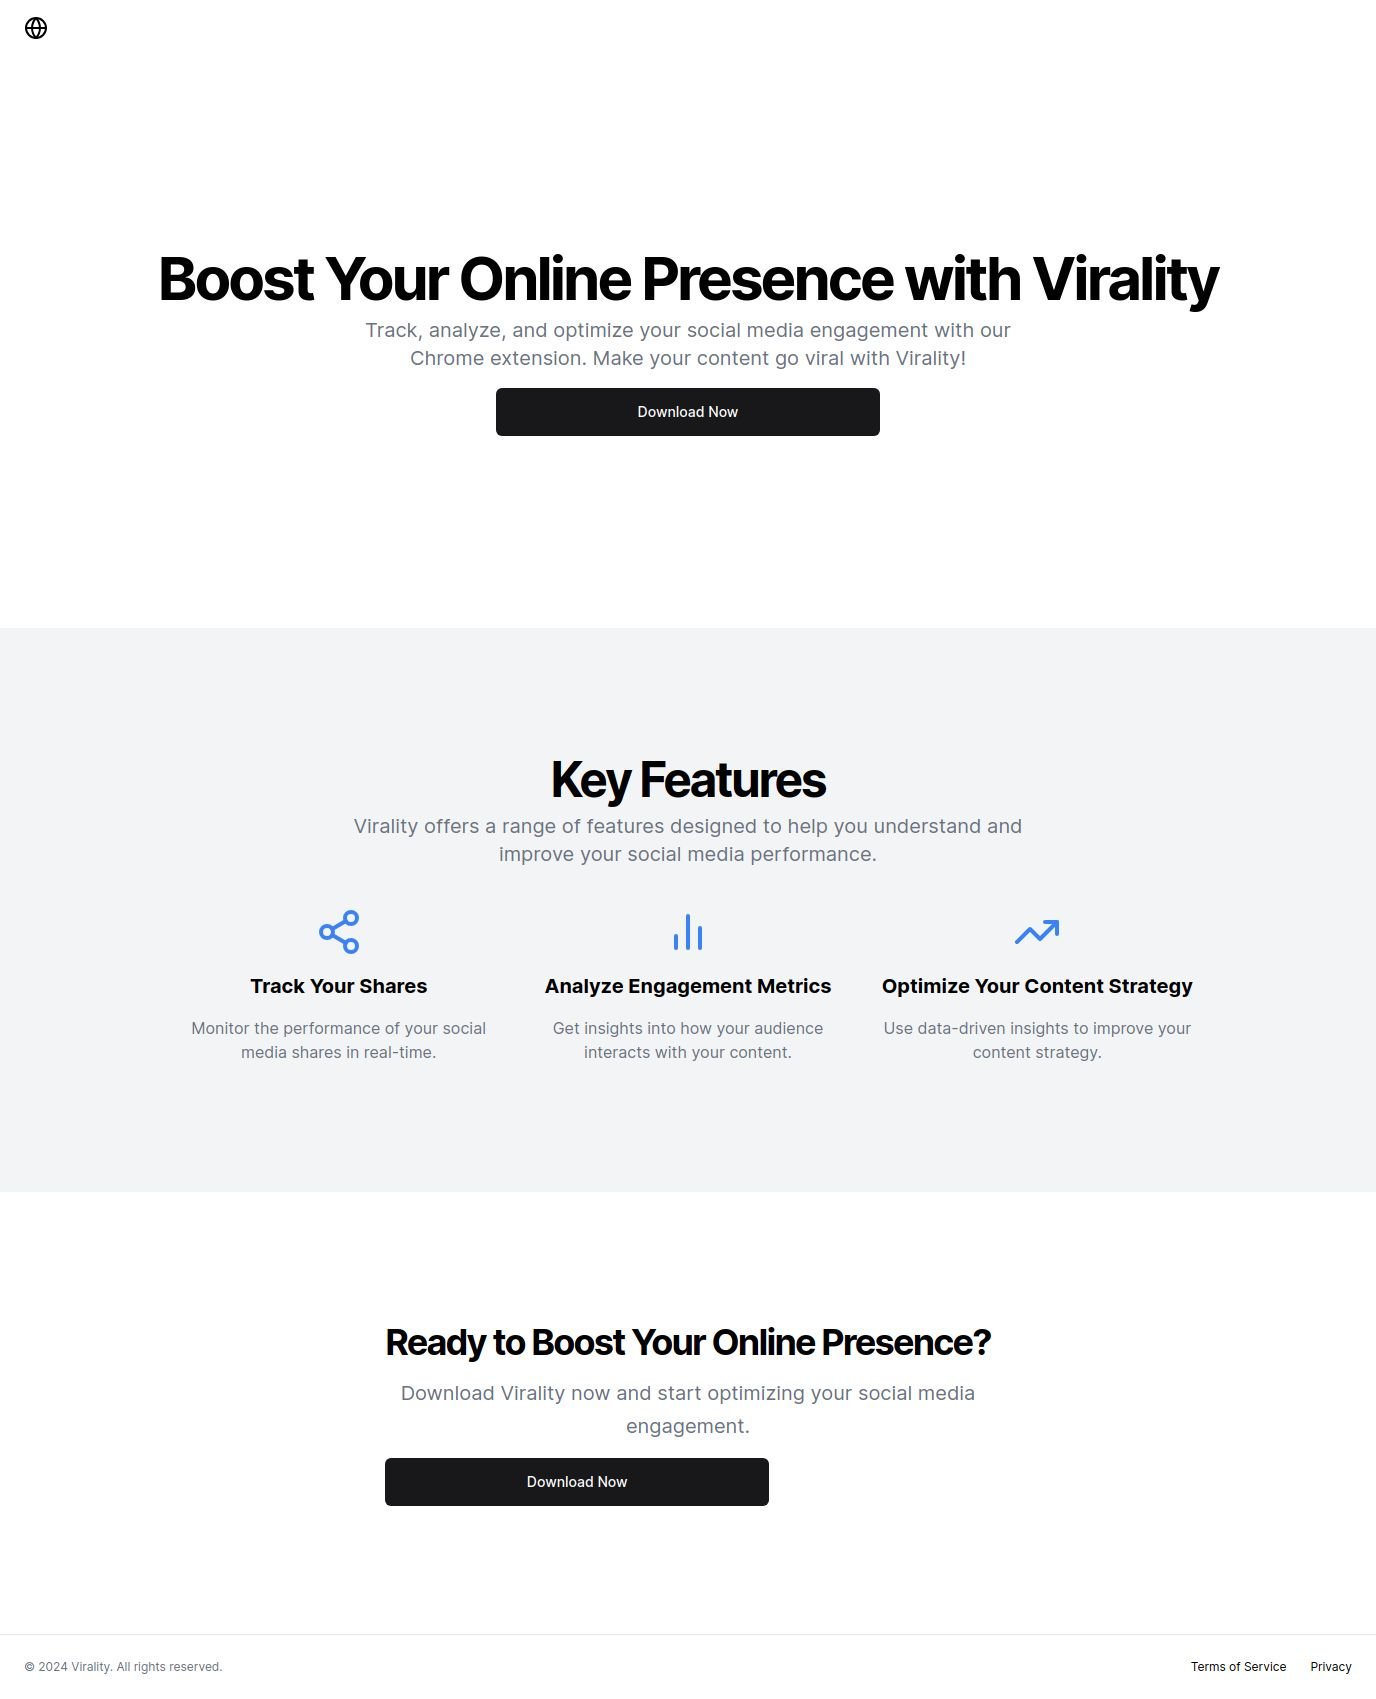 Boost Your Online Presence with Virality
Track, analyze, and optimize your social media engagement with our
Chrome extension. Make your content go viral with Virality!
Download Now
Key Features
Virality offers a range of features designed to help you understand and
improve your social media performance.
Track Your Shares
Monitor the performance of your social
media shares in real-time.
Analyze Engagement Metrics
Get insights into how your audience
interacts with your content.
Optimize Your Content Strategy
Use data-driven insights to improve your
content strategy.
Ready to Boost Your Online Presence?
Download Virality now and start optimizing your social media
engagement.
Download Now
© 2024 Virality. All rights reserved.
Terms of Service
Privacy